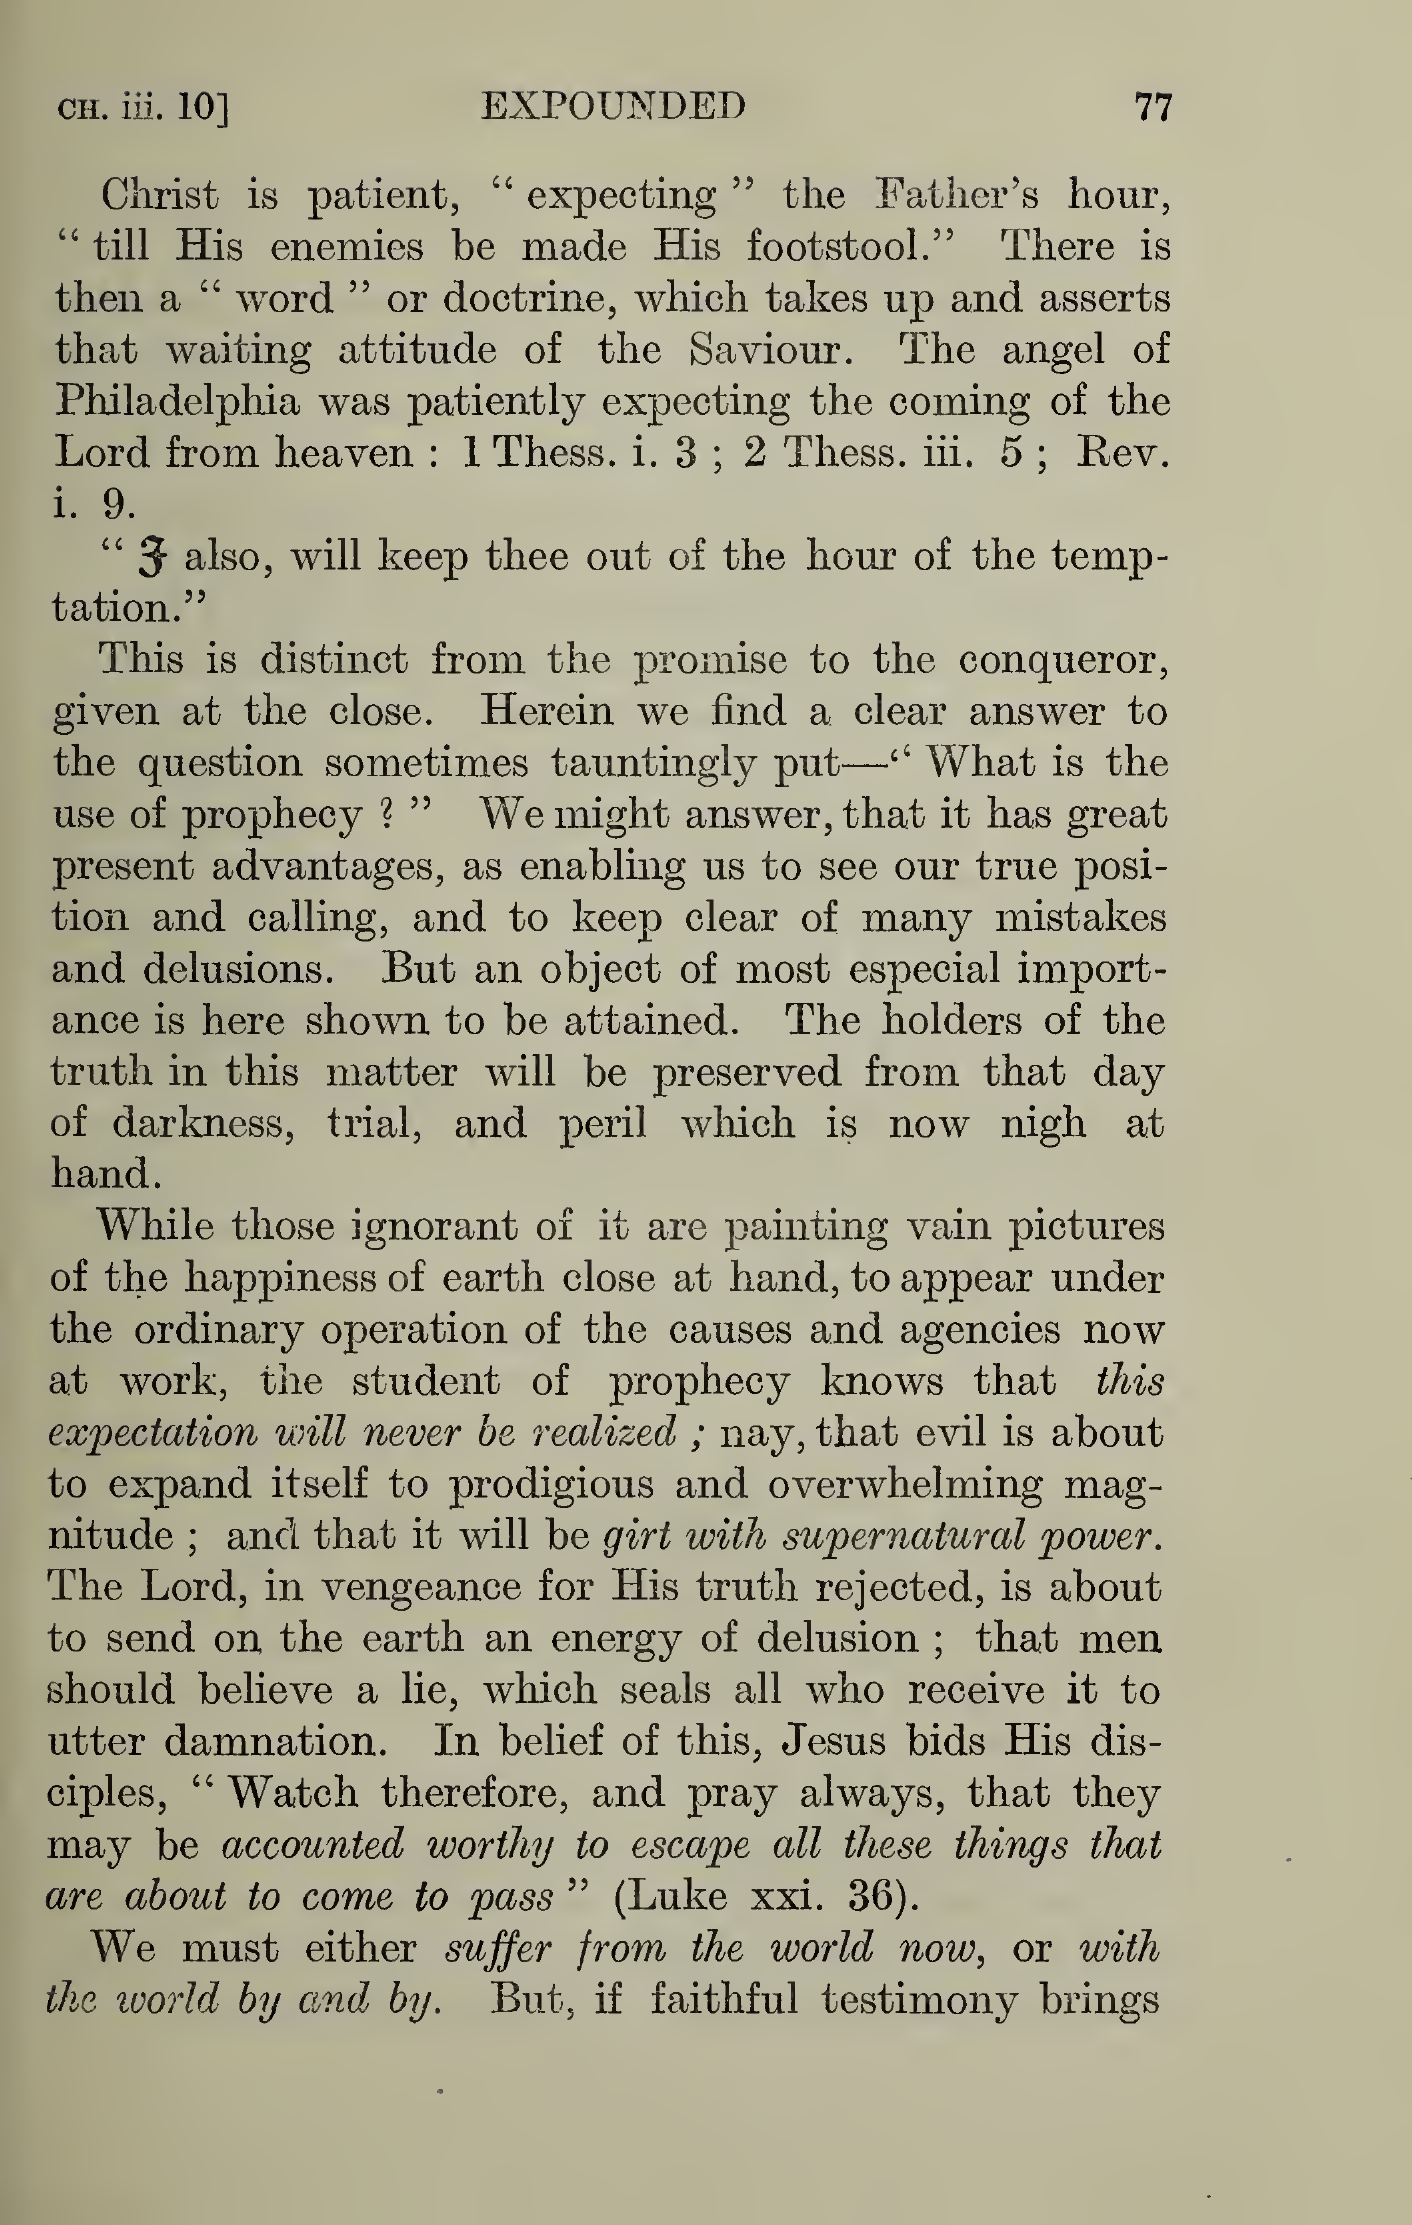 CH. iii. 10] EXPOUNDED 77
Christ is patient, “ expecting ” the Father’s hour,
“ till His enemies be made His footstool.” There is
then a “ word ” or doctrine, which takes up and asserts
that waiting attitude of the Saviour. The angel of
Philadelphia was patiently expecting the coming of the
Lord from heaven : 1 Thess. i. 3 ; 2 Thess. iii. 5 ; Rev.
i. 9.
“ I also, will keep thee out of the hour of the temp-
tation.”
This is distinct from the promise to the conqueror,
given at the close. Herein we find a clear answer to
the question sometimes tauntingly put—“ What is the
use of prophecy ? ” We might answer, that it has great
present advantages, as enabling us to see our true posi-
tion and calling, and to keep clear of many mistakes
and delusions. But an object of most especial import-
ance is here shown to be attained. The holders of the
truth in this matter will be preserved from that day
of darkness, trial, and peril which is now nigh at
hand.
While those ignorant of it are painting vain pictures
of the happiness of earth close at hand, to appear under
the ordinary operation of the causes and agencies now
at work, the student of prophecy knows that this
expectation will never be realized ; nay, that evil is about
to expand itself to prodigious and overwhelming mag-
nitude ; and that it will be girt with supernatural power.
The Lord, in vengeance for His truth rejected, is about
to send on the earth an energy of delusion ; that men
should believe a lie, which seals all who receive it to
utter damnation. In belief of this, Jesus bids His dis-
ciples, “ Watch therefore, and pray always, that they
may be accounted worthy to escape all these things that
are about to come to pass ” (Luke xxi. 36).
We must either suffer from the world now, or with
the world by and by. But, if faithful testimony brings